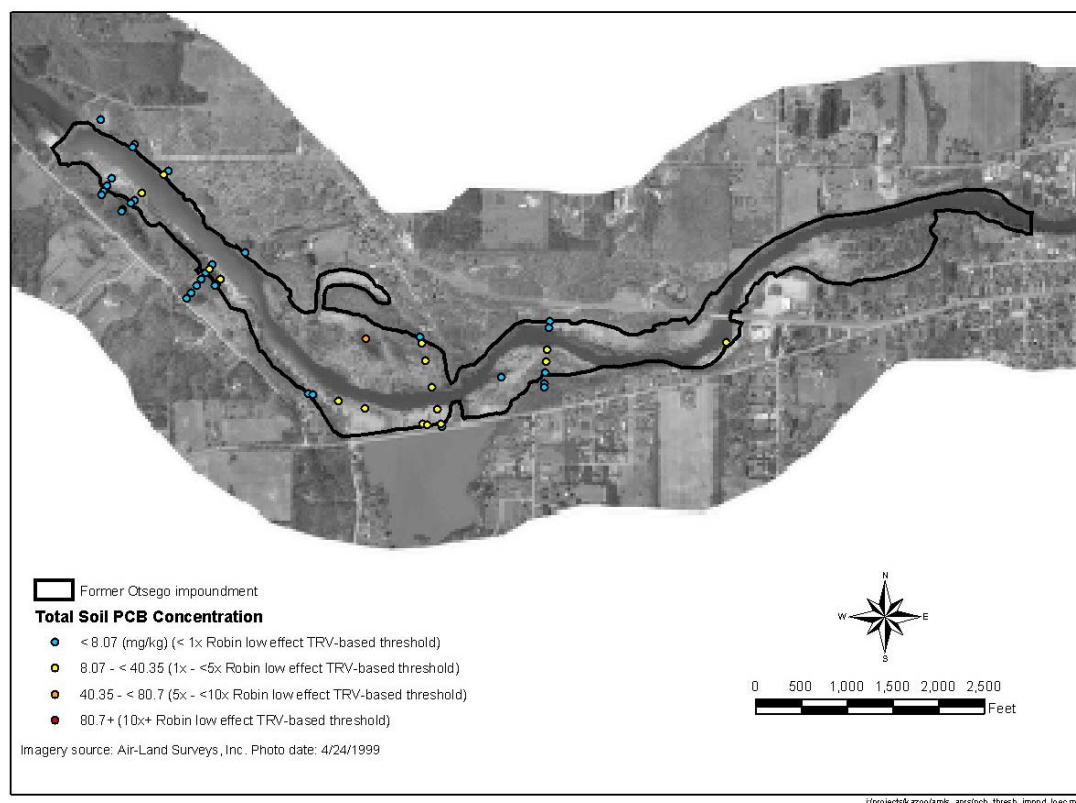 Former Otsego impoundment
Total Soil PCB Concentration
< 8.07 (mg/kg) (< 1x Robin low effect TRV-based threshold)
8.07 - < 40.35 (1x - <5x Robin low effect TRV-based threshold)
40.35 - < 80.7 (5x - <10x Robin low effect TRV-based threshold)
80.7+ (10x+ Robin low effect TRV-based threshold)
Imagery source: Air-Land Surveys, Inc. Photo date: 4/24/1999
N
W E
S
0 500 1,000 1,500 2,000 2,500
Feet